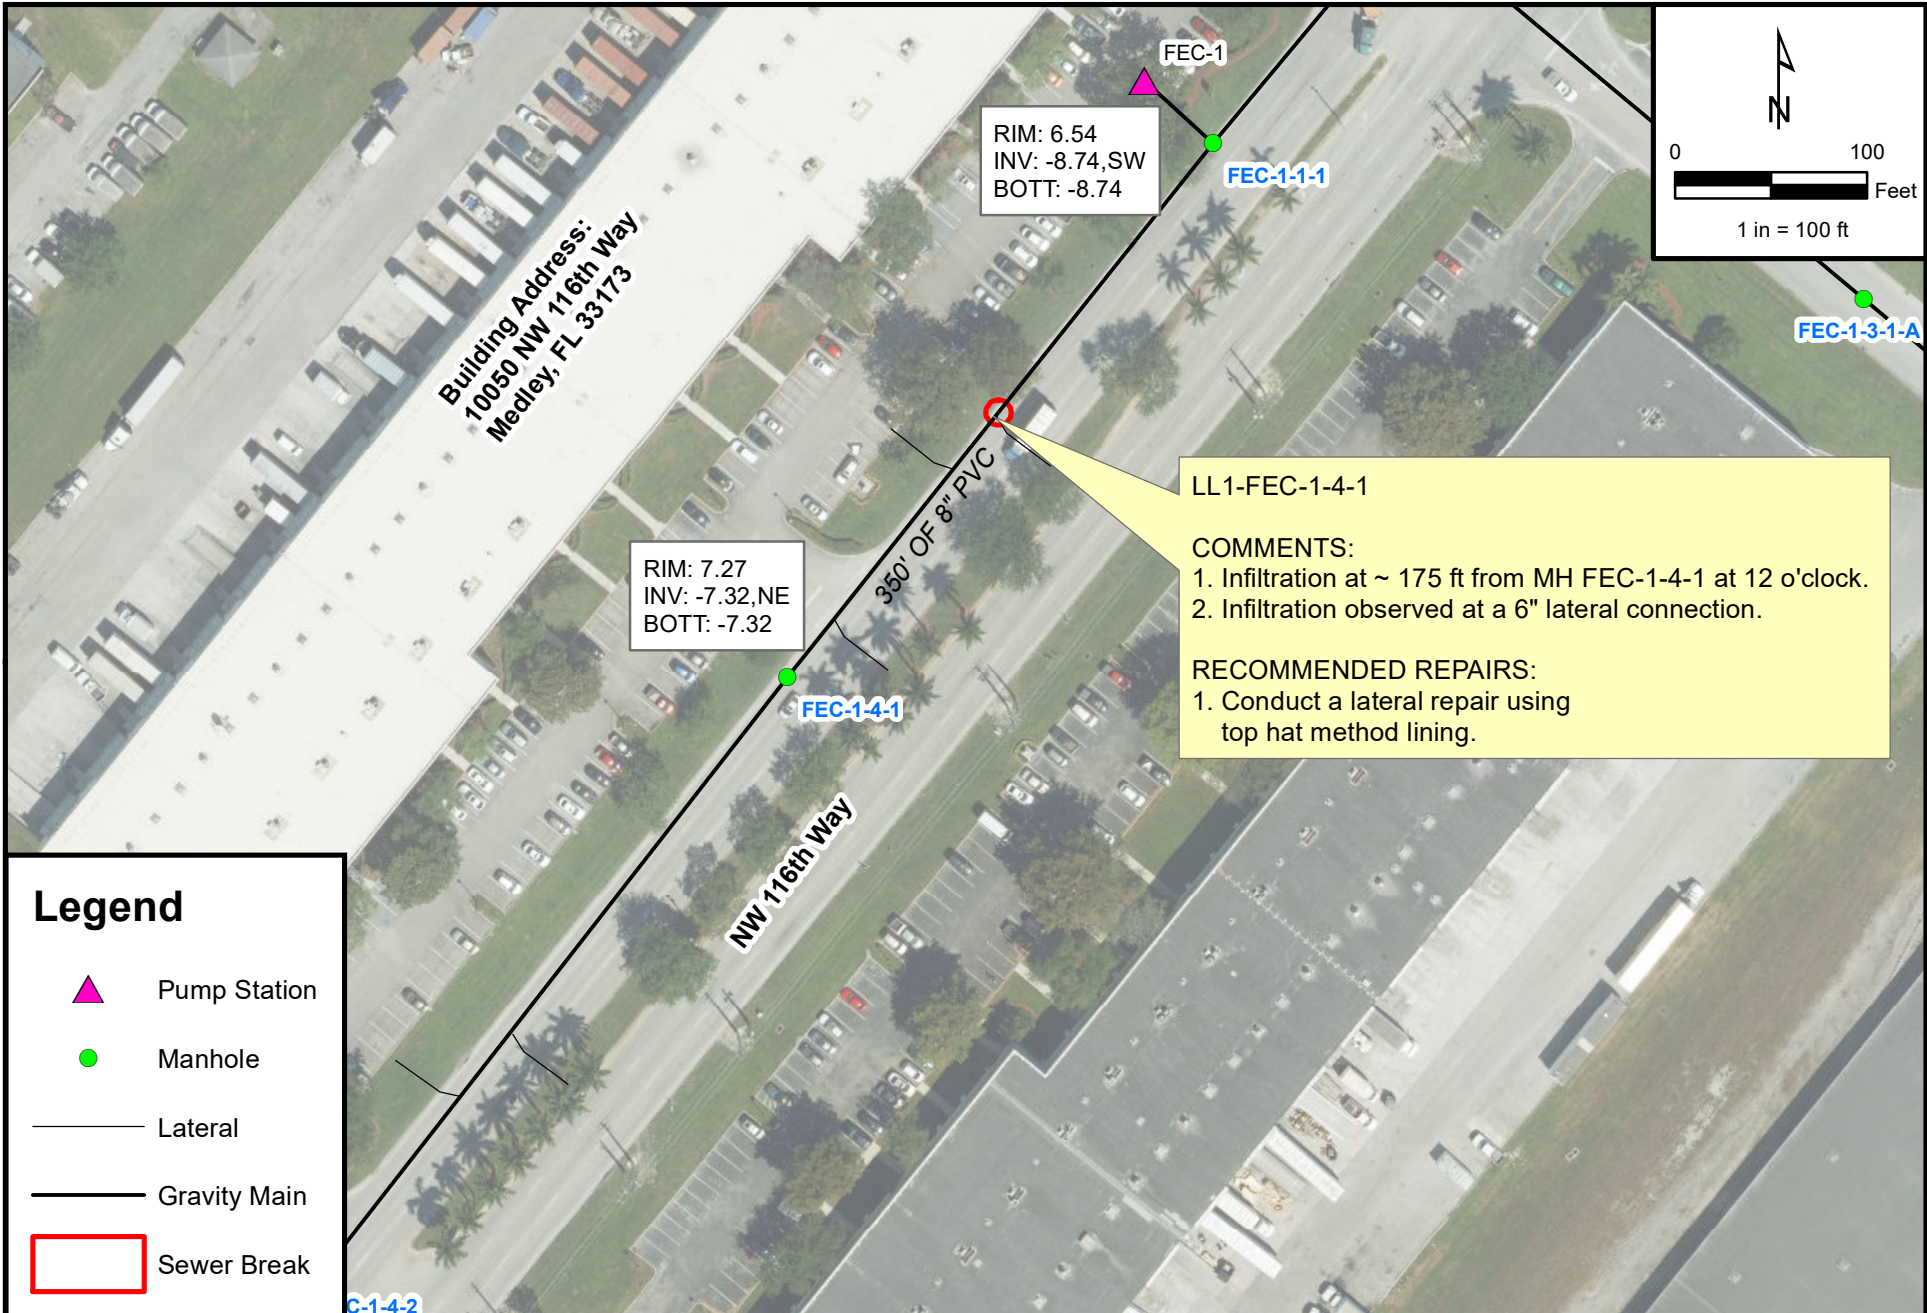 FEC-1
RIM: 6.54
INV: -8.74,SW
BOTT: -8.74
FEC-1-1-1
N
0 100
Feet
1 in = 100 ft
FEC-1-3-1-A
Building Address:
10050 NW 116th Way
Medley, FL 33173
350' OF 8" PVC
RIM: 7.27
INV: -7.32,NE
BOTT: -7.32
FEC-1-4-1
LL1-FEC-1-4-1
COMMENTS:
1. Infiltration at ~ 175 ft from MH FEC-1-4-1 at 12 o'clock.
2. Infiltration observed at a 6" lateral connection.
RECOMMENDED REPAIRS:
1. Conduct a lateral repair using
top hat method lining.
NW 116th Way
Legend
Pump Station
Manhole
Lateral
Gravity Main
Sewer Break
C-1-4-2